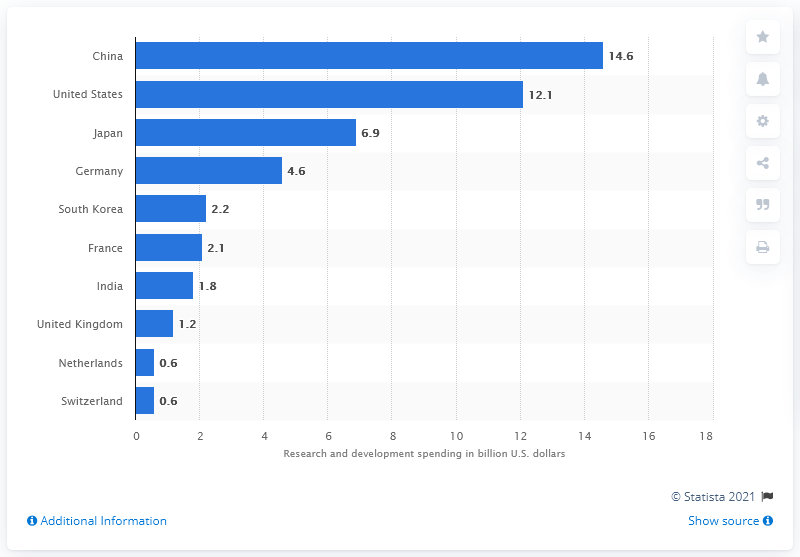 China 14.6
United States 12.1
Japan 6.9
Germany 4.6
South Korea 2.2
France 2.1
India 1.8
United Kingdom 1.2
Netherlands 0.6
Switzerland 0.6
0 2 4 6 8 10 12 14 16 18
Research and development spending in billion U.S. dollars
© Statista 2021
Additional Information Show source